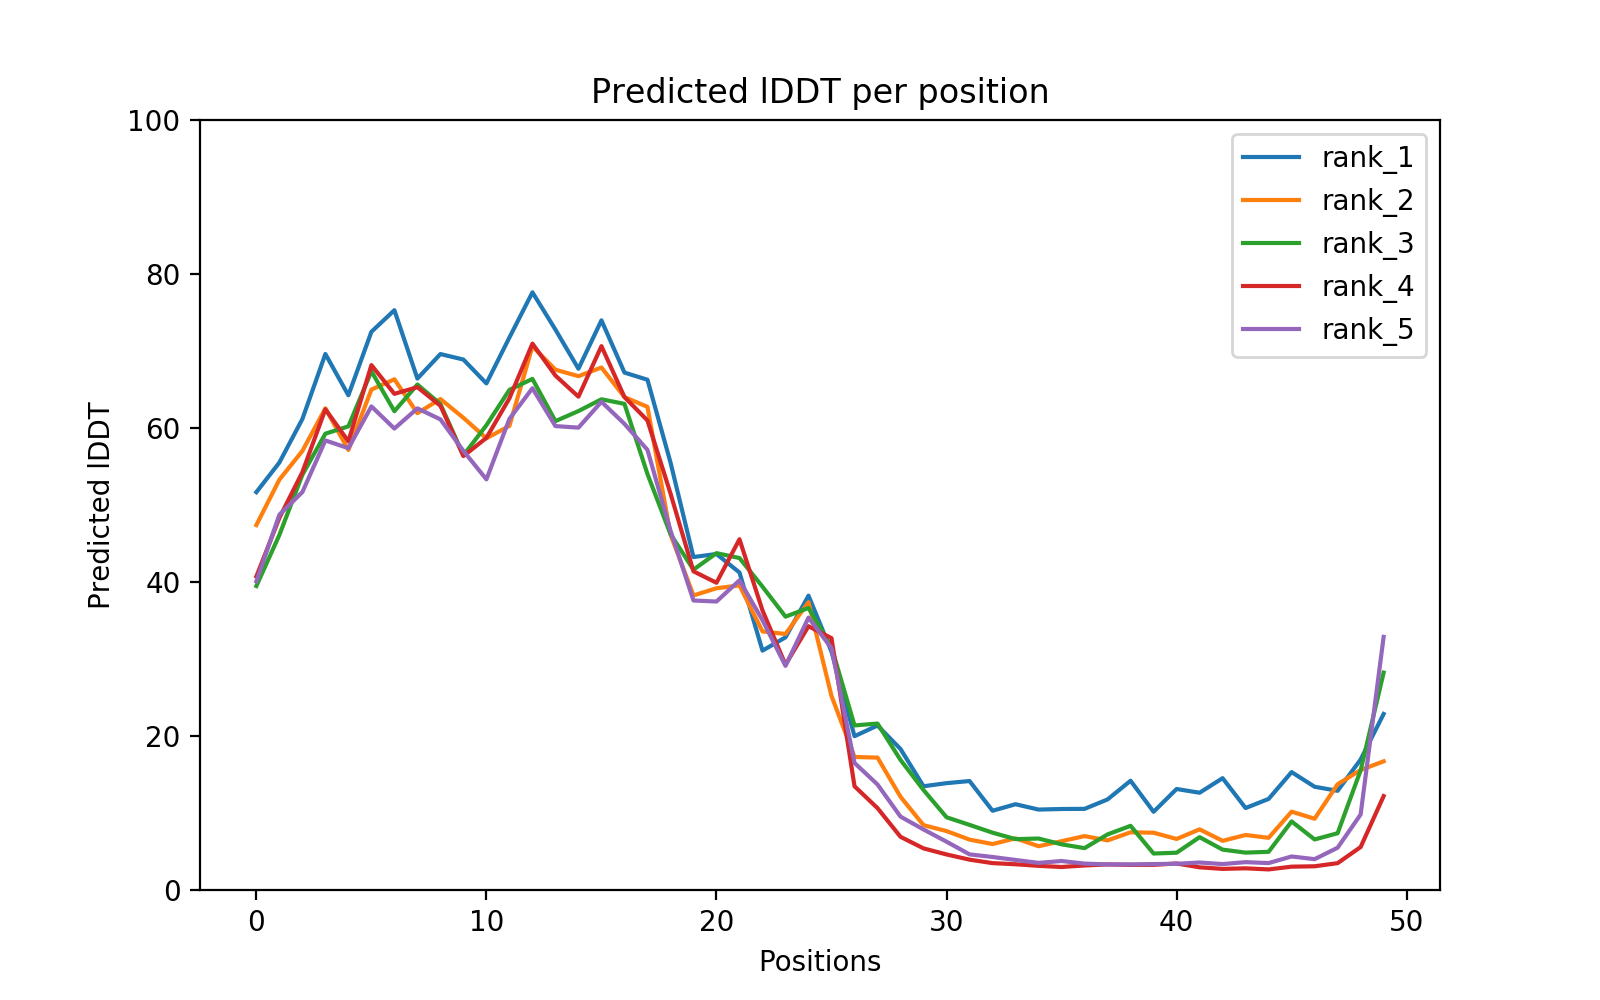 Predicted lDDT per position
100
80
60
40
20
0
Predicted lDDT
0 10 20 30 40 50
Positions
rank_1
rank_2
rank_3
rank_4
rank_5